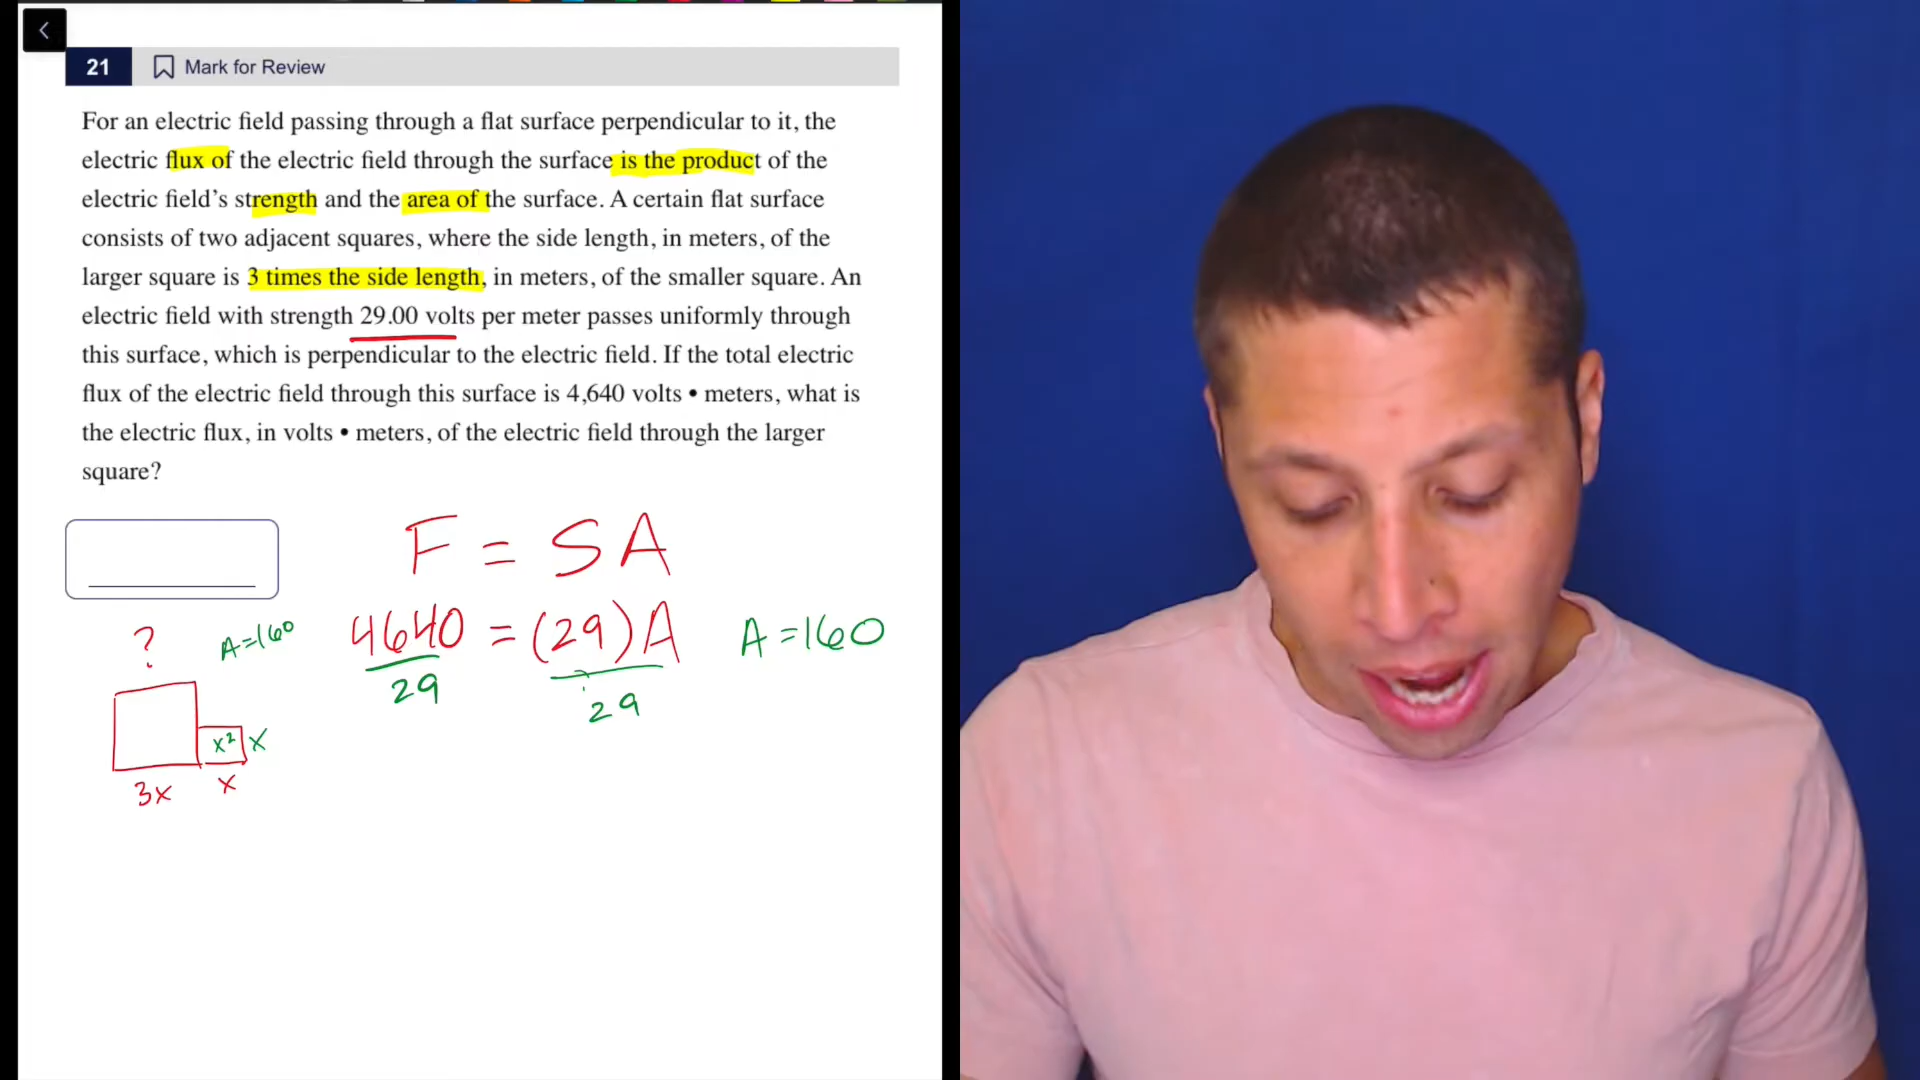 21 Mark for Review
For an electric field passing through a flat surface perpendicular to it, the
electric flux of the electric field through the surface is the product of the
electric field’s strength and the area of the surface. A certain flat surface
consists of two adjacent squares, where the side length, in meters, of the
larger square is 3 times the side length, in meters, of the smaller square. An
electric field with strength 29.00 volts per meter passes uniformly through
this surface, which is perpendicular to the electric field. If the total electric
flux of the electric field through this surface is 4,640 volts • meters, what is
the electric flux, in volts • meters, of the electric field through the larger
square?
F = SA
? A=160 4640 = (29)A A=160
29 29
x² x
3x x